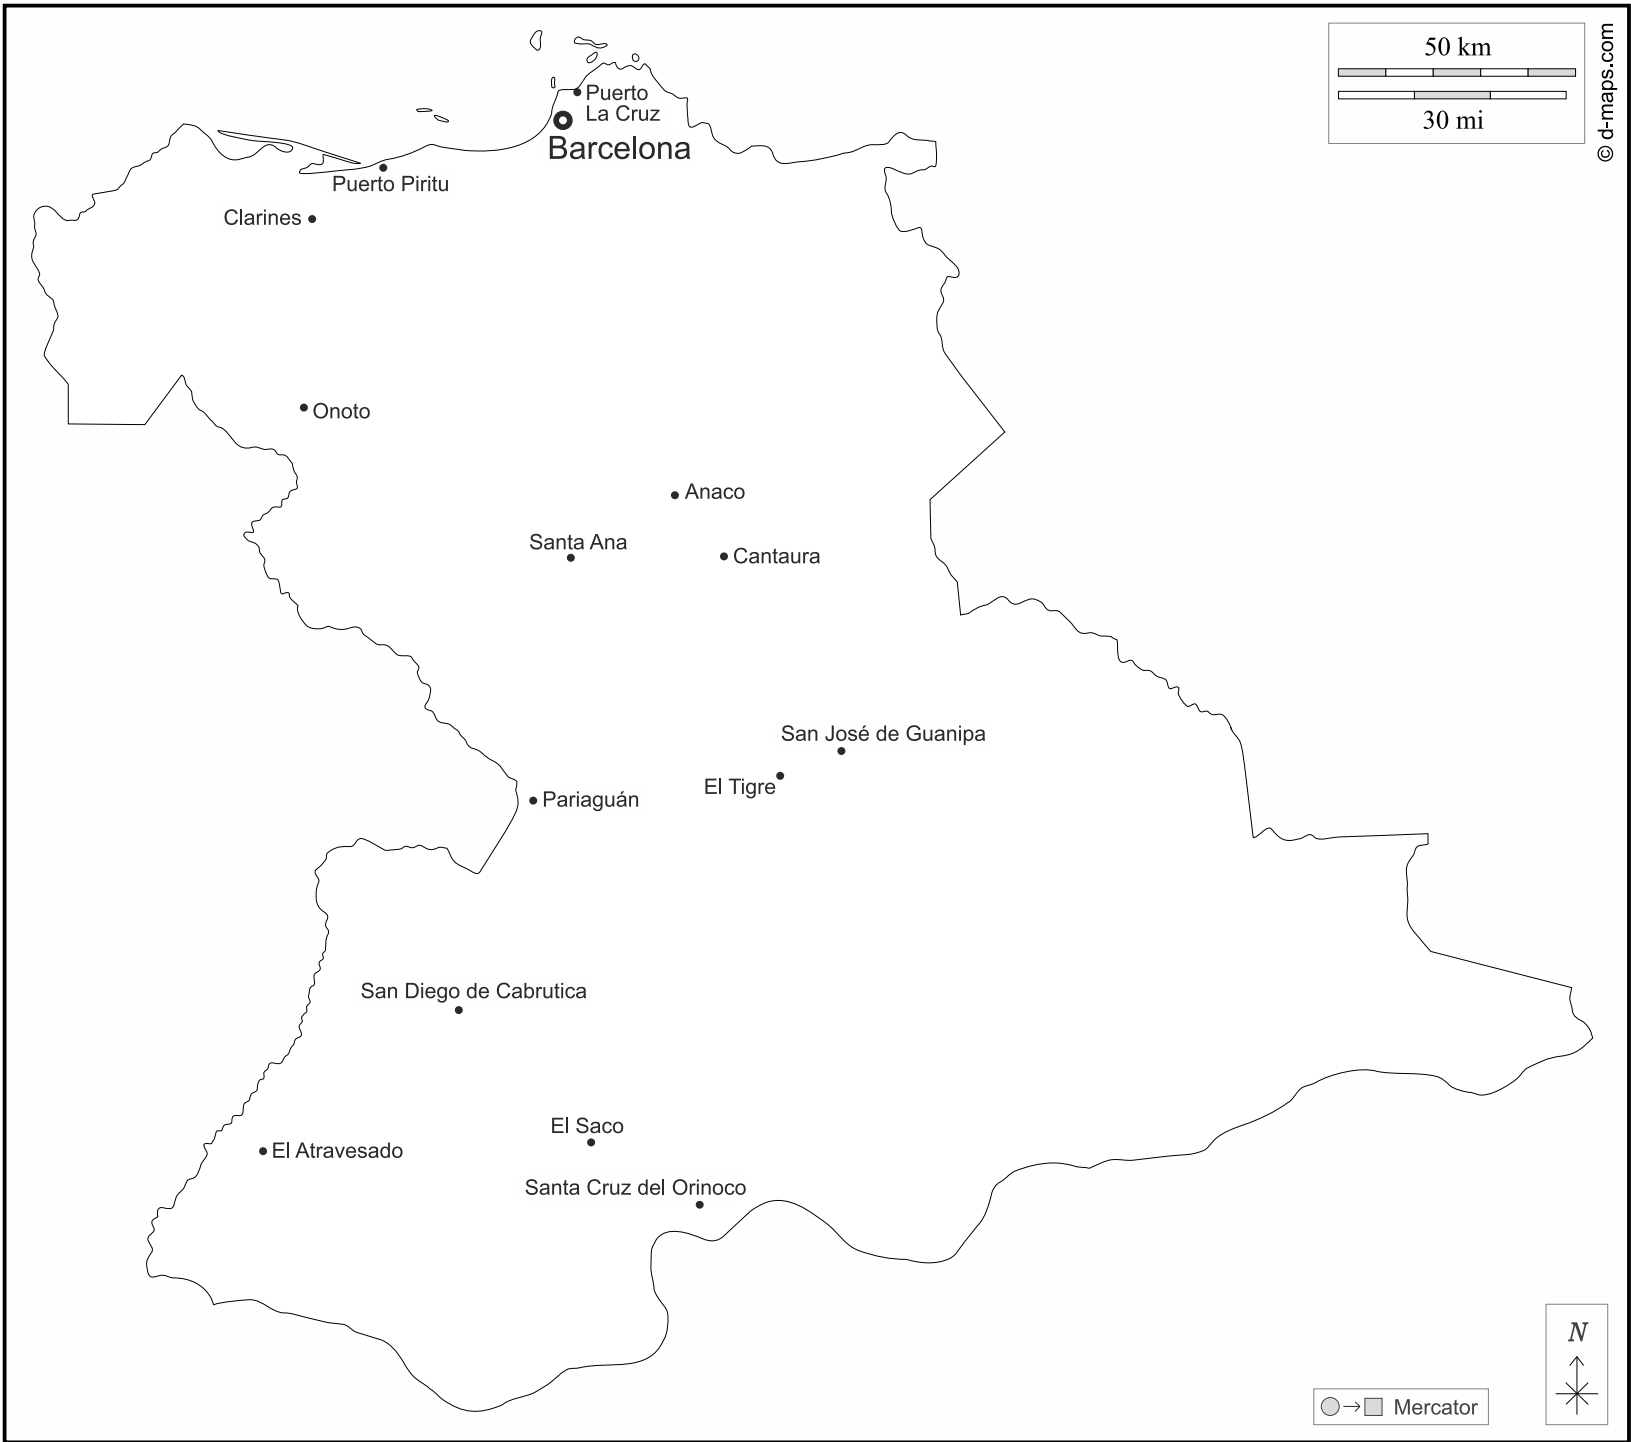 50 km
30 mi
© d-maps.com
Puerto
La Cruz
Barcelona
Puerto Piritu
Clarines
Onoto
Anaco
Santa Ana
Cantaura
San José de Guanipa
El Tigre
Pariaguán
San Diego de Cabrutica
El Saco
El Atravesado
Santa Cruz del Orinoco
N
Mercator